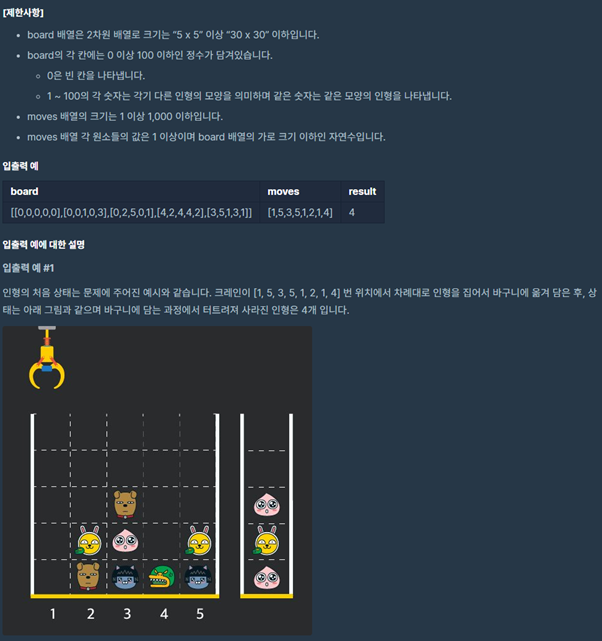 [제한사항]
board 배열은 2차원 배열로 크기는 “5 x 5” 이상 “30 x 30” 이하입니다.
board의 각 칸에는 0 이상 100 이하인 정수가 담겨있습니다.
0은 빈 칸을 나타냅니다.
1 ~ 100의 각 숫자는 각기 다른 인형의 모양을 의미하며 같은 숫자는 같은 모양의 인형을 나타냅니다.
moves 배열의 크기는 1 이상 1,000 이하입니다.
moves 배열 각 원소들의 값은 1 이상이며 board 배열의 가로 크기 이하인 자연수입니다.
입출력 예
board moves result
[[0,0,0,0,0],[0,0,1,0,3],[0,2,5,0,1],[4,2,4,4,2],[3,5,1,3,1]] [1,5,3,5,1,2,1,4] 4
입출력 예에 대한 설명
입출력 예 #1
인형의 처음 상태는 문제에 주어진 예시와 같습니다. 크레인이 [1, 5, 3, 5, 1, 2, 1, 4] 번 위치에서 차례대로 인형을 집어서 바구니에 옮겨 담은 후, 상
태는 아래 그림과 같으며 바구니에 담는 과정에서 터트려져 사라진 인형은 4개 입니다.
1 2 3 4 5